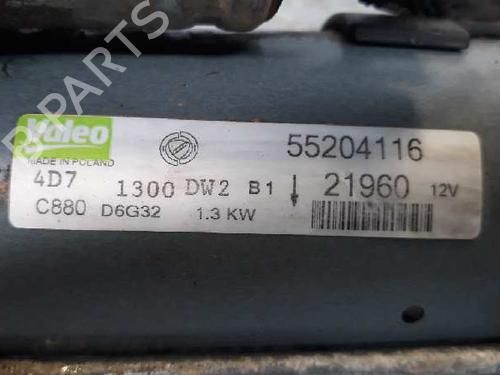 B-PARTS
Valeo
MADE IN POLAND
55204116
4D7 1300 DW2 B1 ↓ 21960 12V
C880 D6G32 1.3 KW